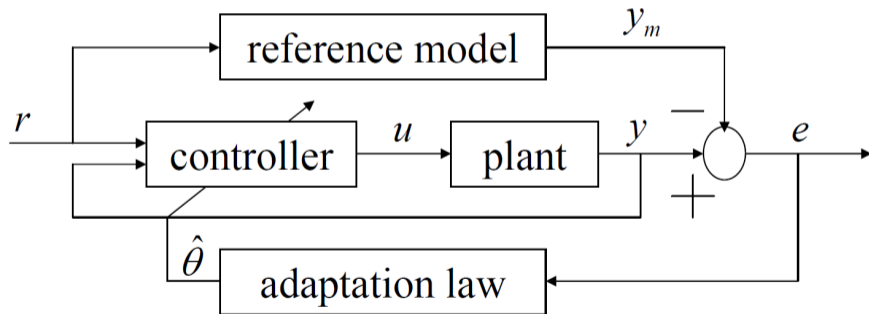 reference model
y_m
r
controller
u
plant
y
−
e
+
θ̂
adaptation law